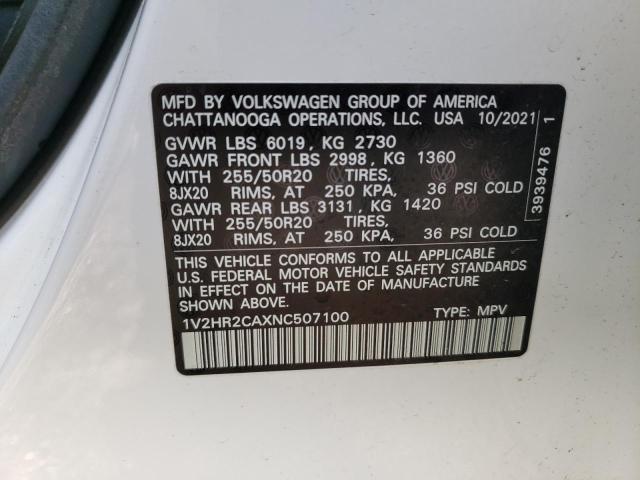 MFD BY VOLKSWAGEN GROUP OF AMERICA
CHATTANOOGA OPERATIONS, LLC. USA 10/2021
GVWR LBS 6019, KG 2730
GAWR FRONT LBS 2998, KG 1360
WITH 255/50R20 TIRES,
8JX20 RIMS, AT 250 KPA, 36 PSI COLD
GAWR REAR LBS 3131, KG 1420
WITH 255/50R20 TIRES,
8JX20 RIMS, AT 250 KPA, 36 PSI COLD
THIS VEHICLE CONFORMS TO ALL APPLICABLE
U.S. FEDERAL MOTOR VEHICLE SAFETY STANDARDS
IN EFFECT ON THE DATE OF MANUFACTURE
SHOWN ABOVE.
1V2HR2CAXNC507100 TYPE: MPV
3939476 1